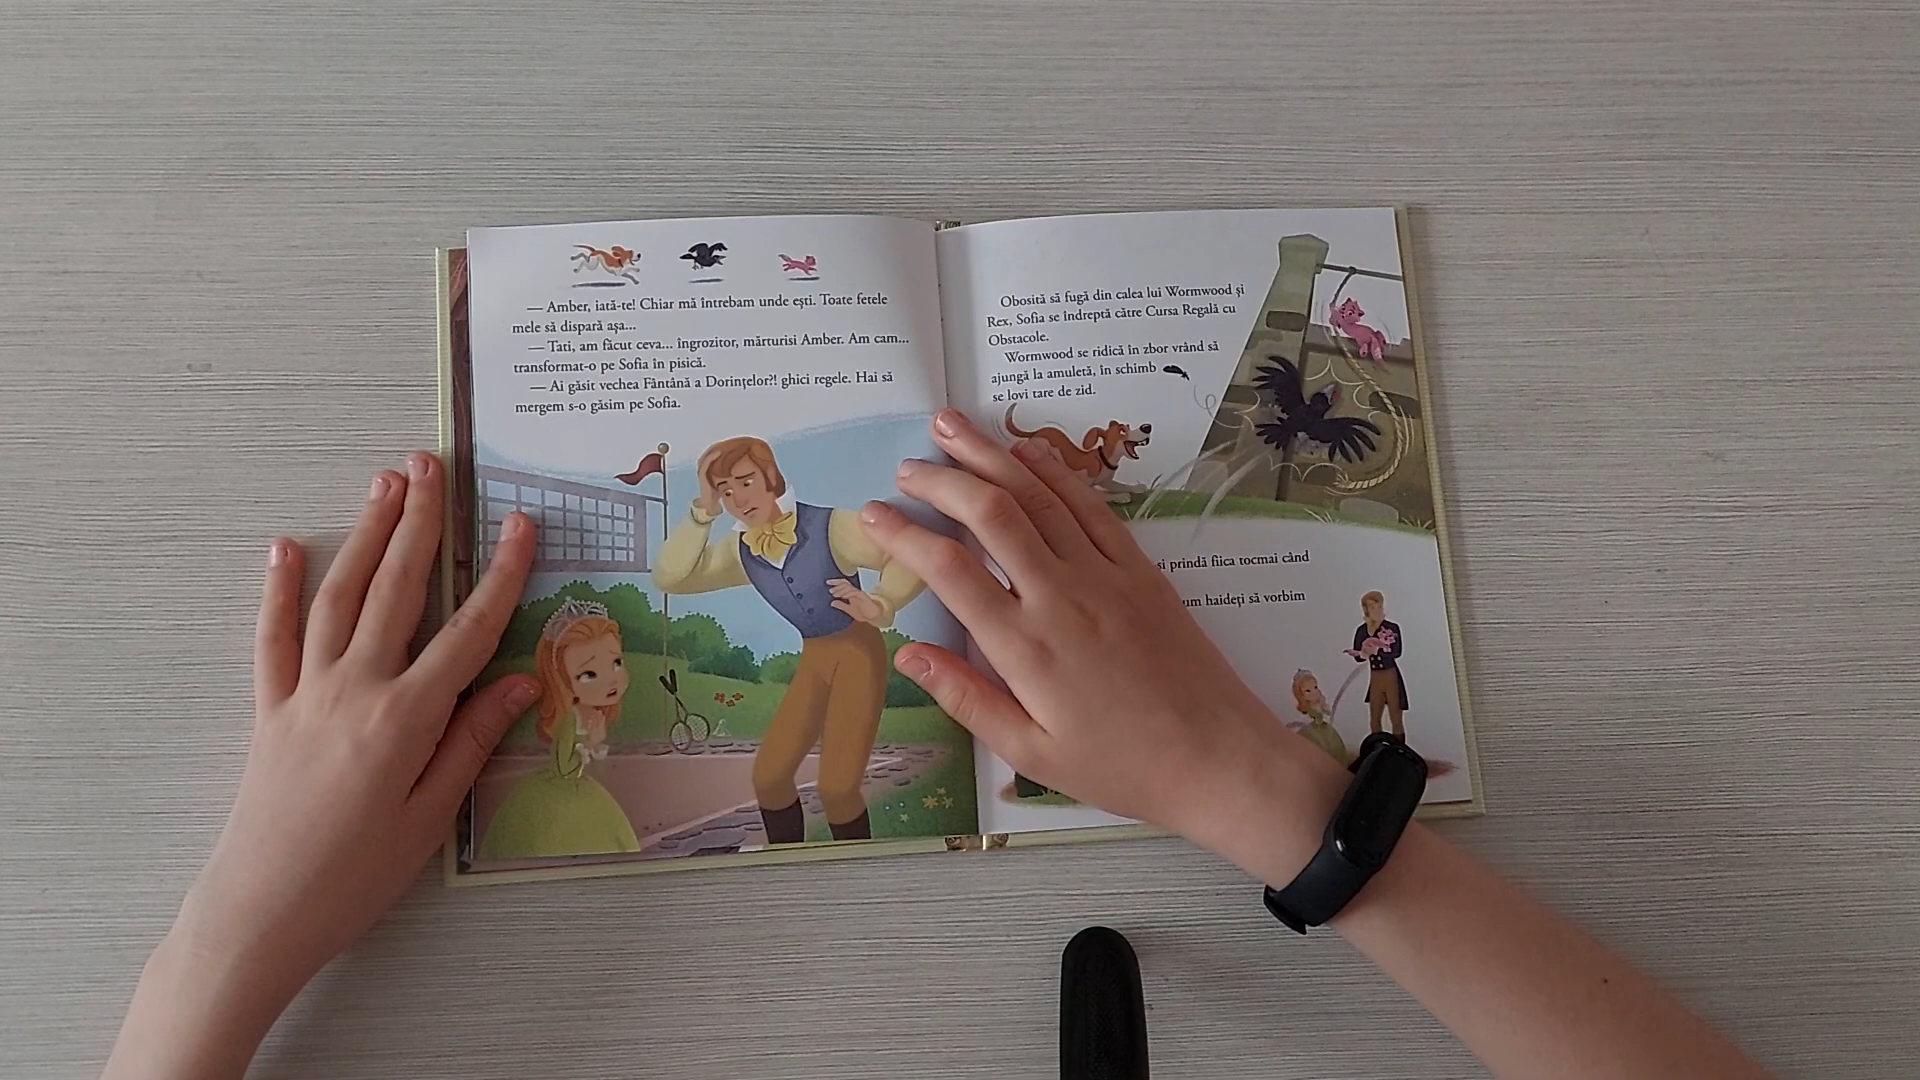 — Amber, iată-te! Chiar mă întrebam unde ești. Toate fetele
mele să dispară așa...
— Tati, am făcut ceva... îngrozitor, mărturisi Amber. Am cam...
transformat-o pe Sofia în pisică.
— Ai găsit vechea Fântână a Dorințelor?! ghici regele. Hai să
mergem s-o găsim pe Sofia.
Obosită să fugă din calea lui Wormwood și
Rex, Sofia se îndreptă către Cursa Regală cu
Obstacole.
Wormwood se ridică în zbor vrând să
ajungă la amuletă, în schimb
se lovi tare de zid.
prindă fiica tocmai când
haideți să vorbim